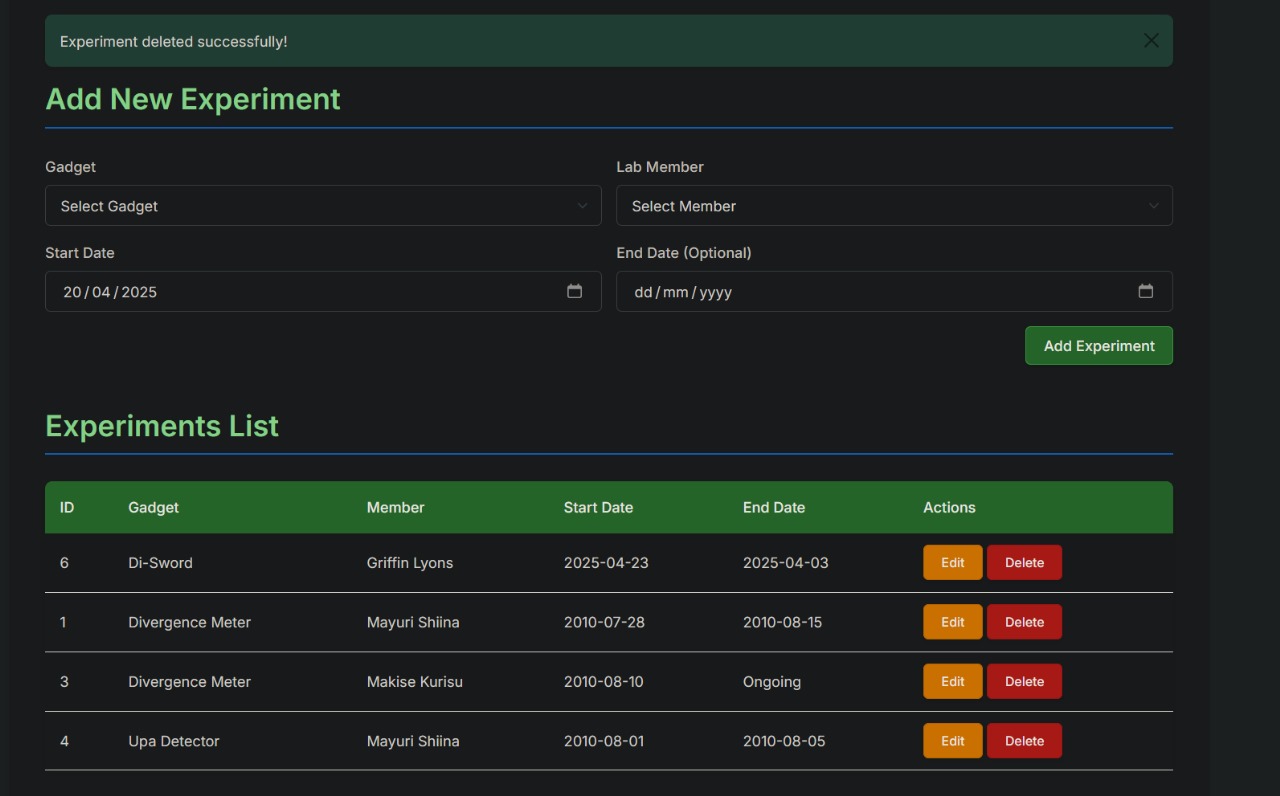 Experiment deleted successfully!
Add New Experiment
Gadget Lab Member
Select Gadget Select Member
Start Date End Date (Optional)
20/04/2025 dd/mm/yyyy
Add Experiment
Experiments List
ID Gadget Member Start Date End Date Actions
6 Di-Sword Griffin Lyons 2025-04-23 2025-04-03 Edit Delete
1 Divergence Meter Mayuri Shiina 2010-07-28 2010-08-15 Edit Delete
3 Divergence Meter Makise Kurisu 2010-08-10 Ongoing Edit Delete
4 Upa Detector Mayuri Shiina 2010-08-01 2010-08-05 Edit Delete